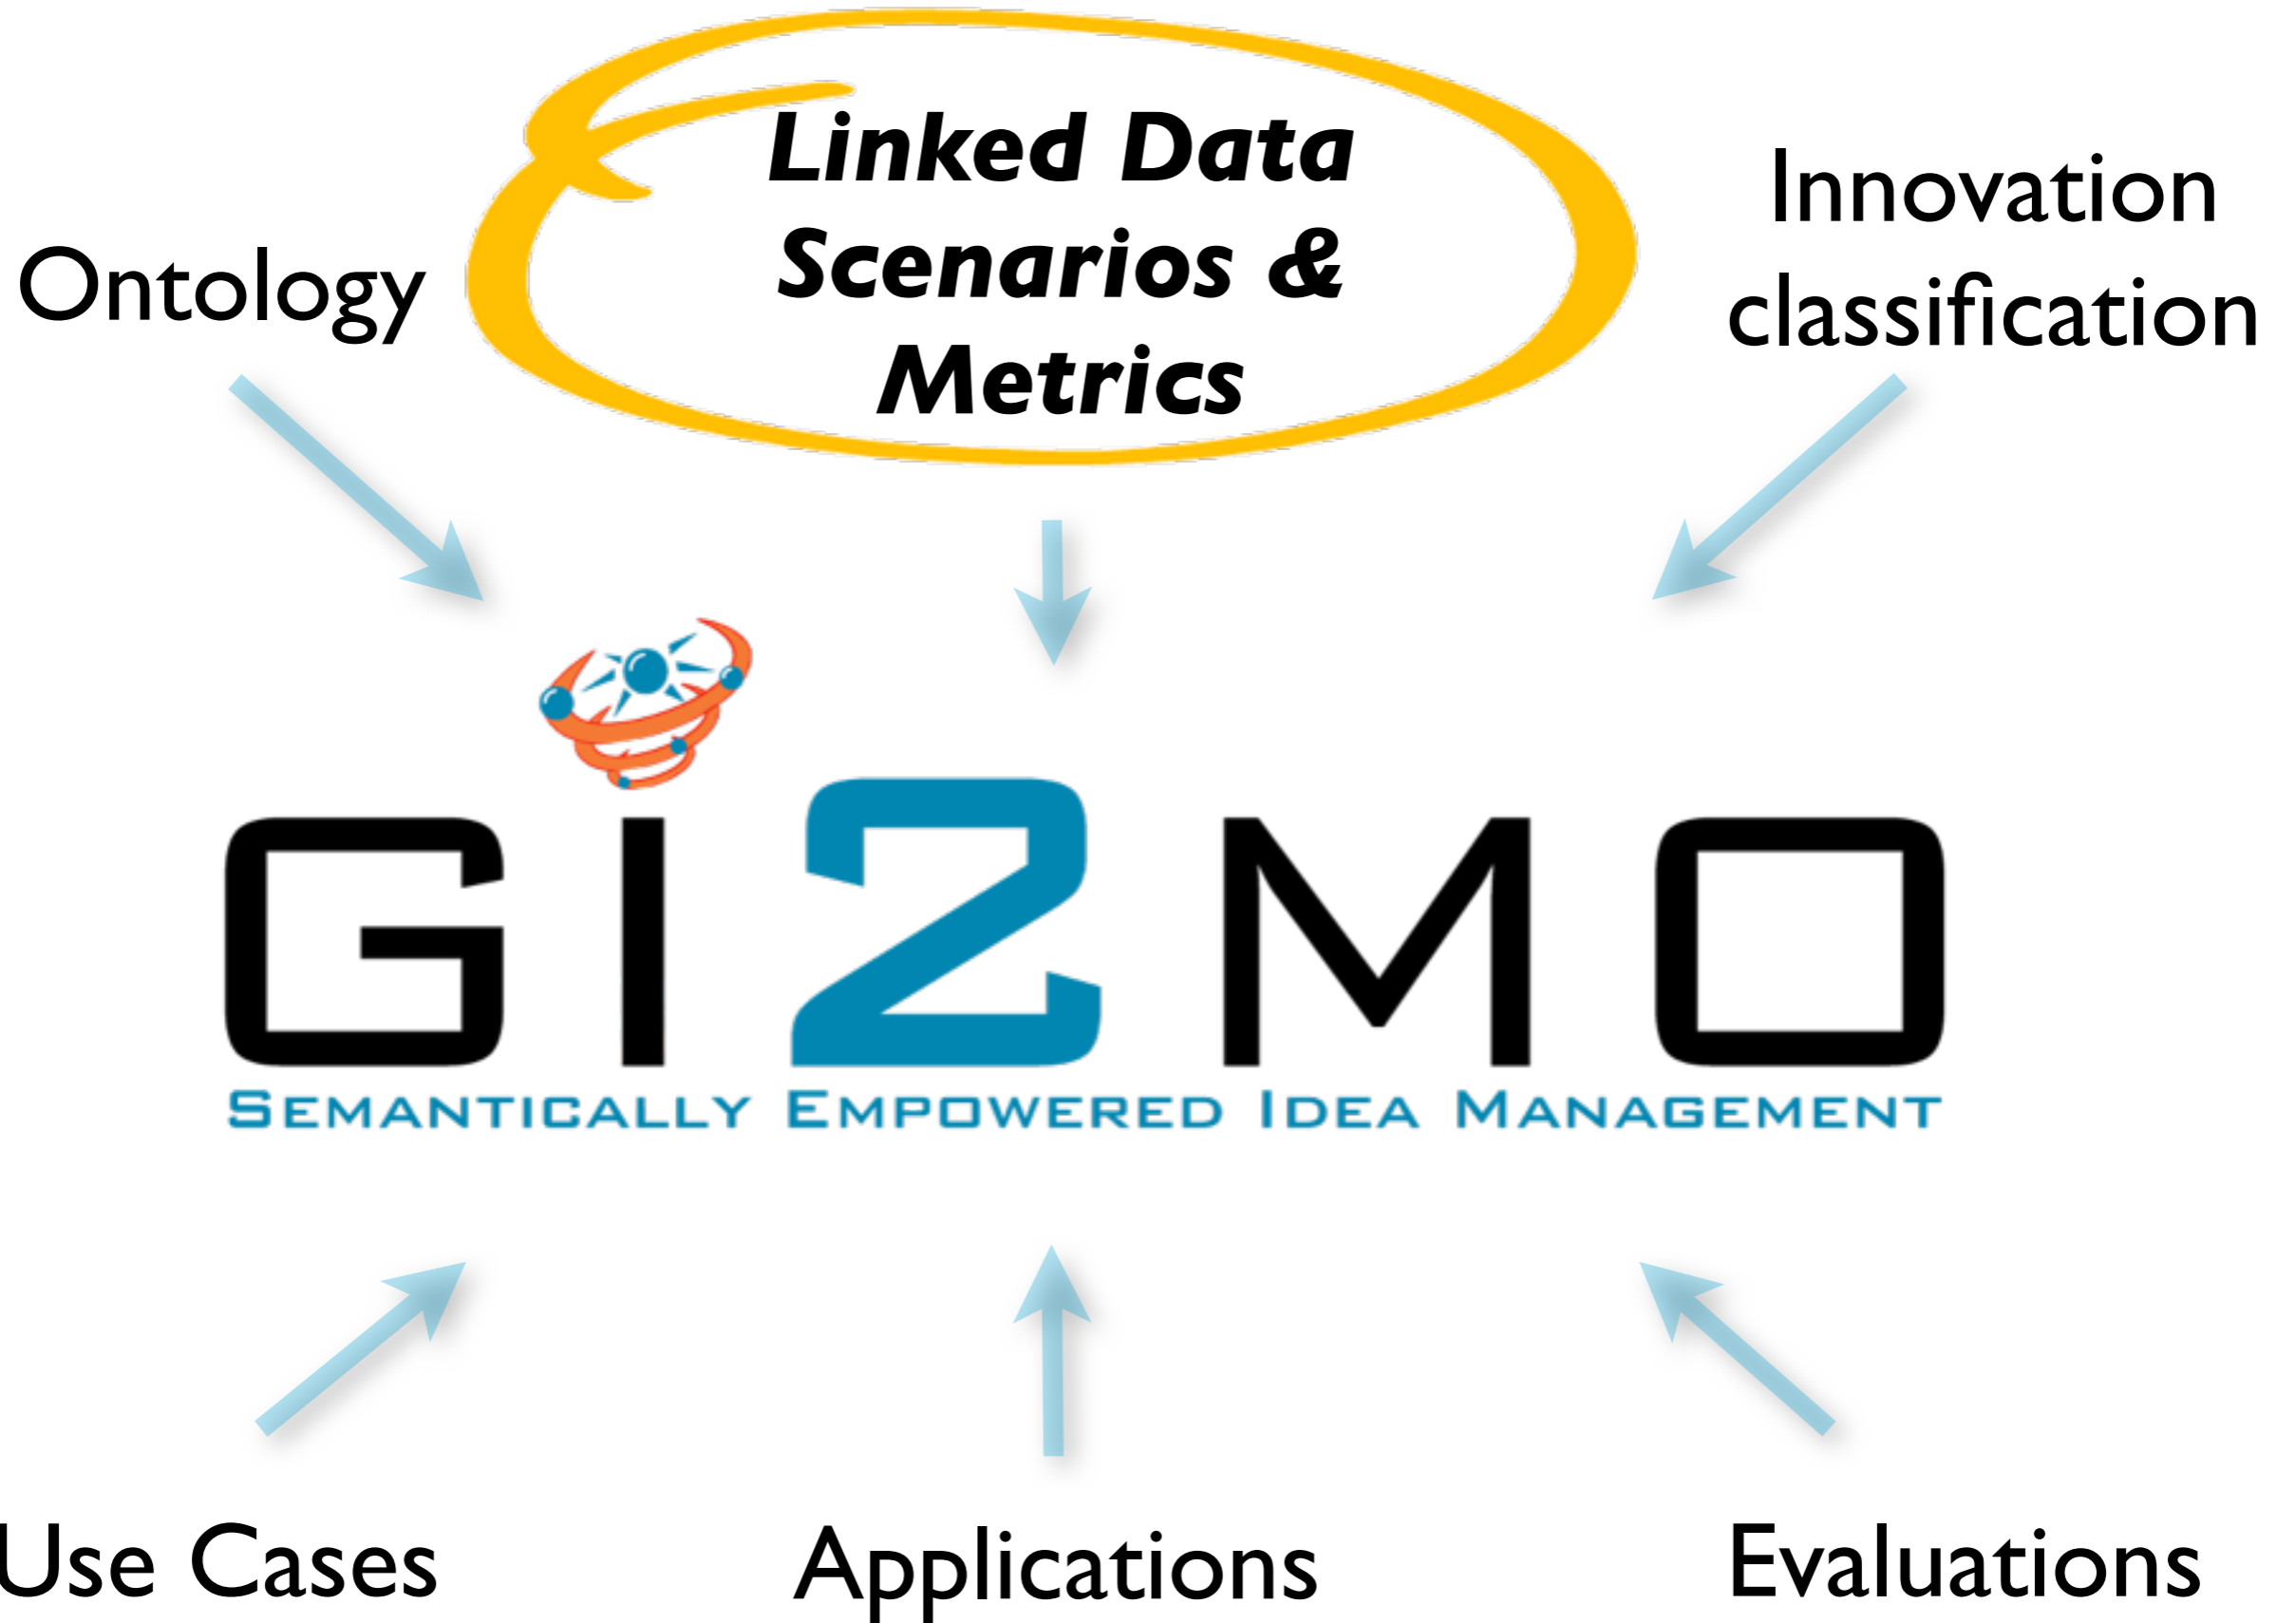 Linked Data
Scenarios &
Metrics
Ontology
Innovation
classification
GI2MO
SEMANTICALLY EMPOWERED IDEA MANAGEMENT
Use Cases
Applications
Evaluations